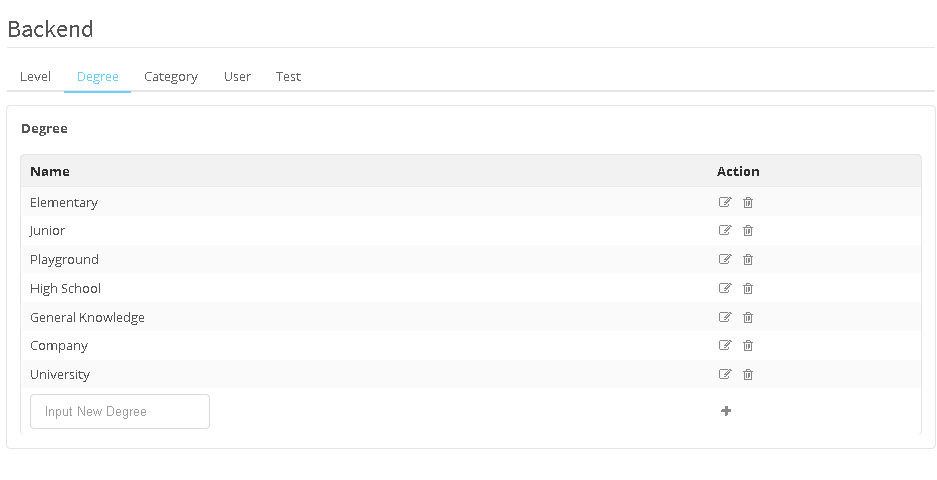 Backend
Level Degree Category User Test
Degree
Name Action
Elementary
Junior
Playground
High School
General Knowledge
Company
University
Input New Degree